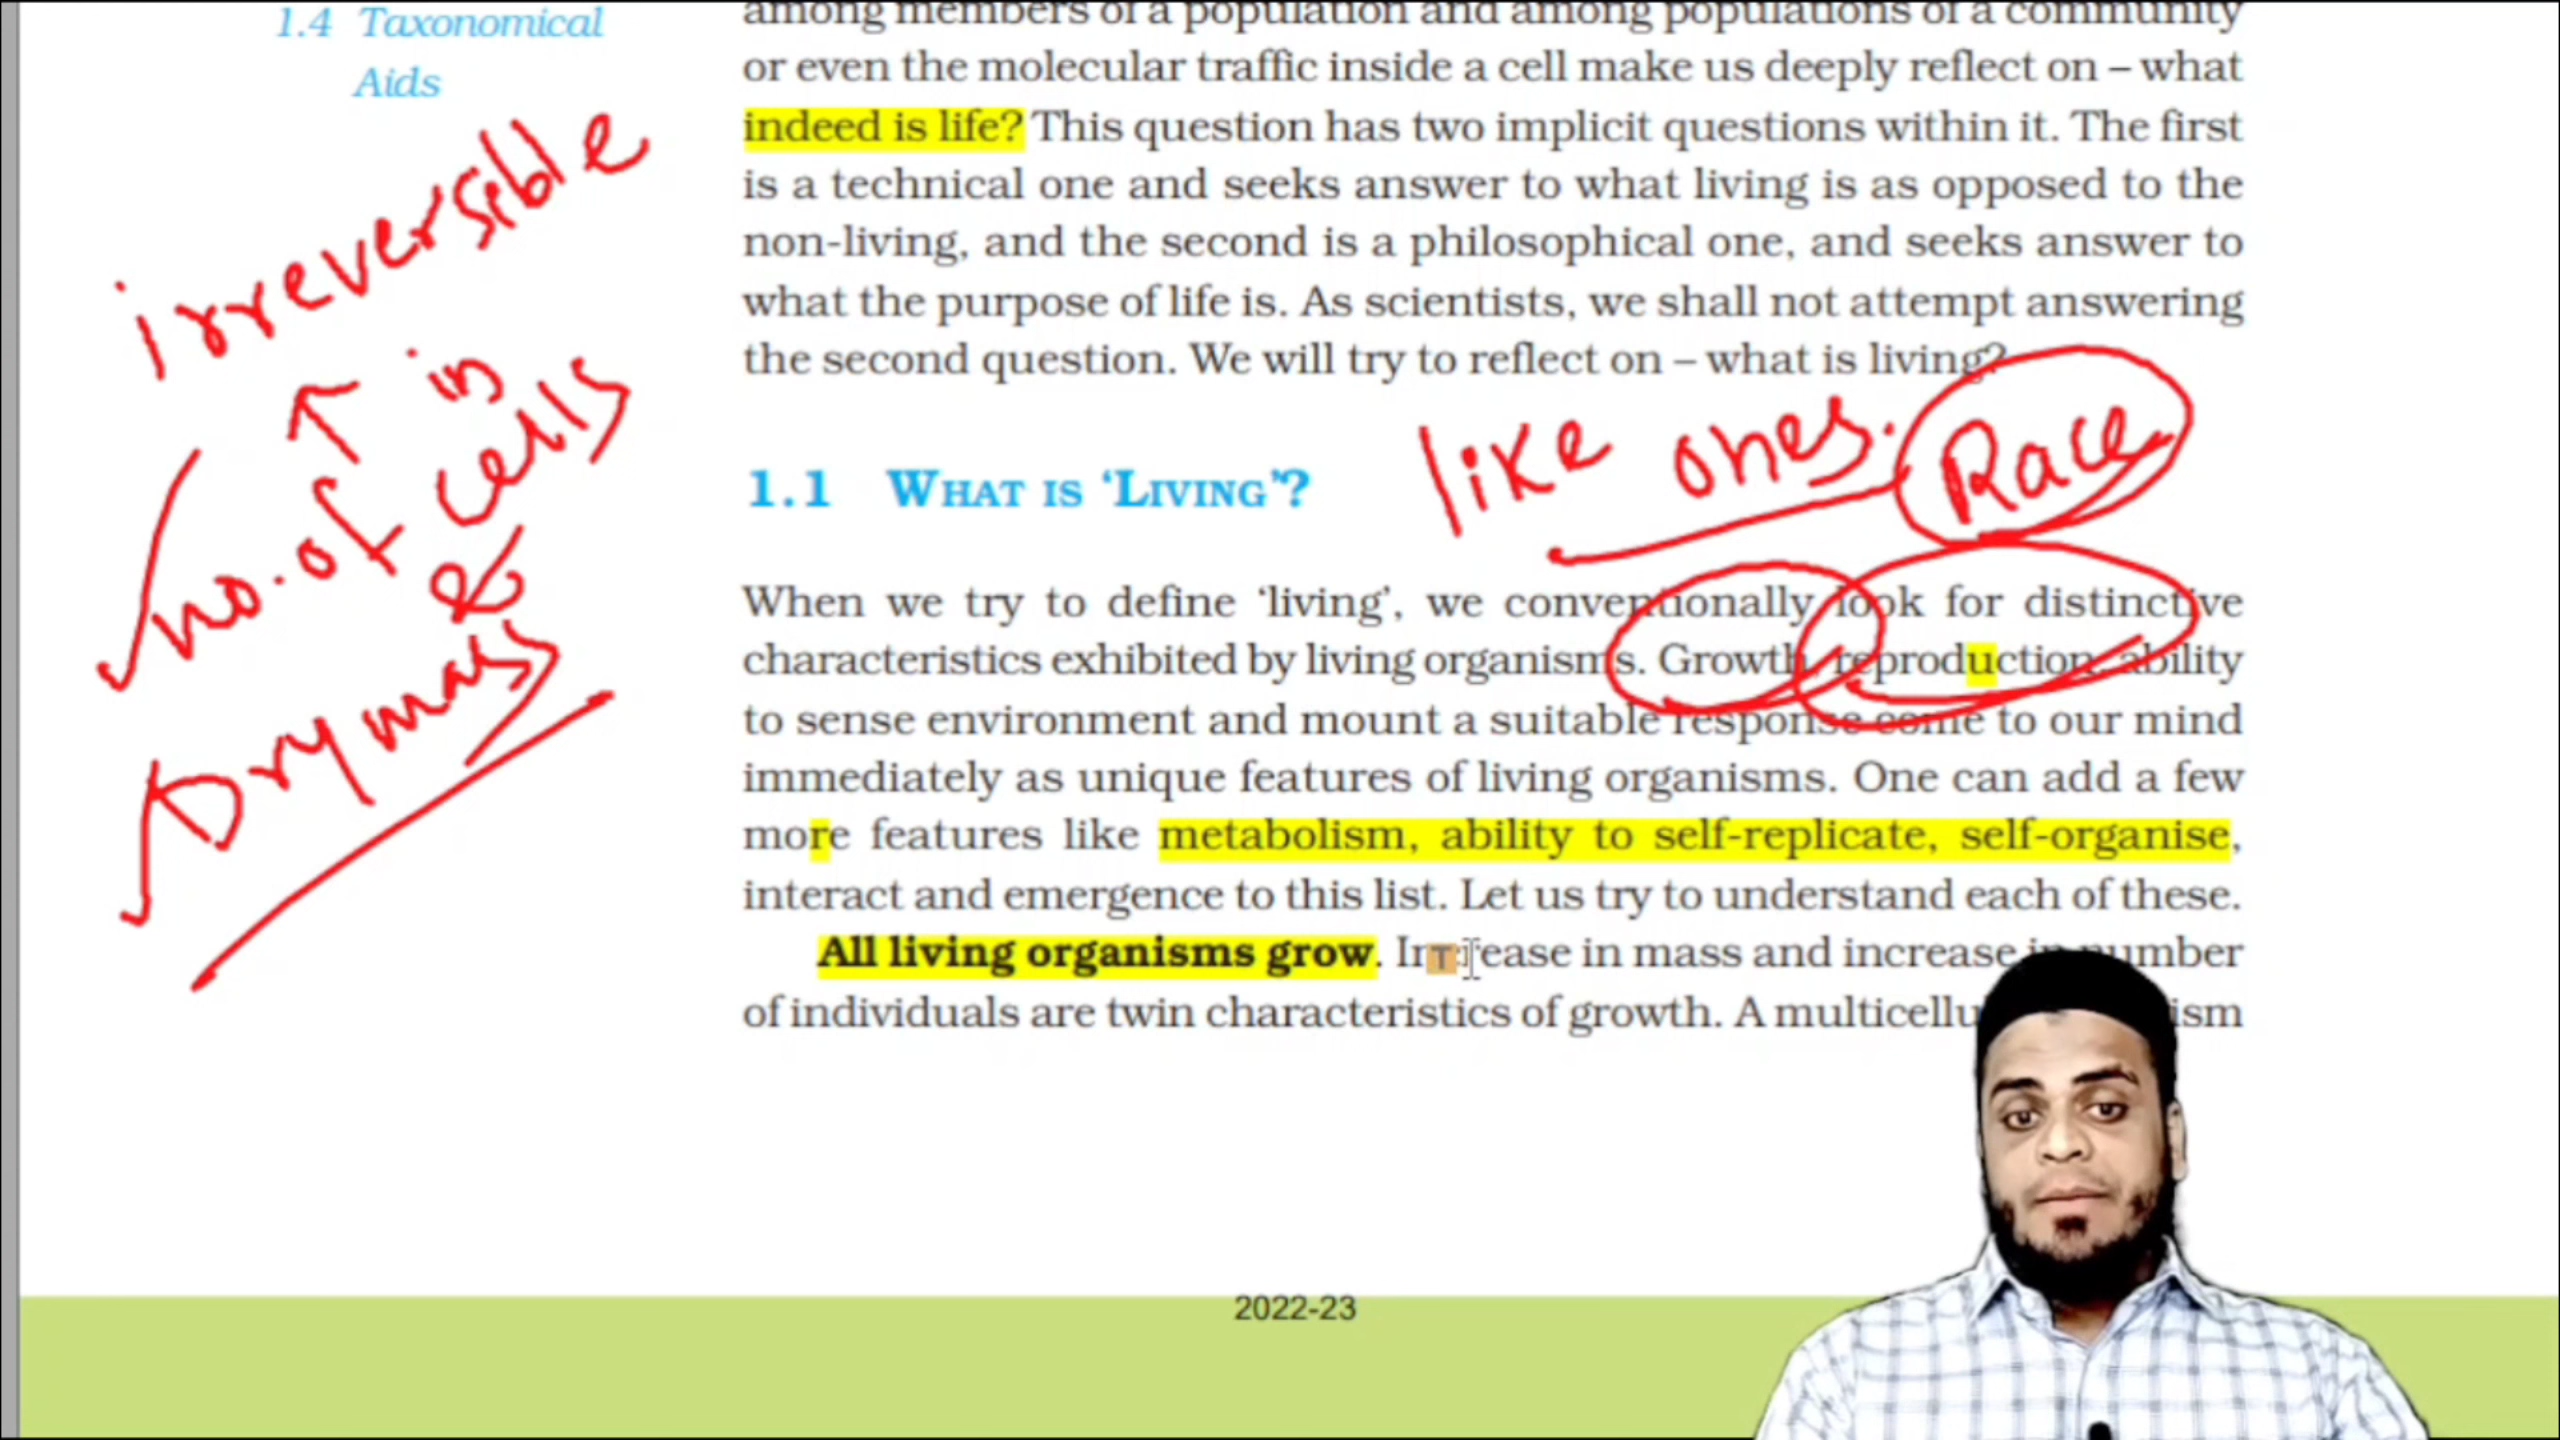 1.4 Taxonomical
Aids
among members of a population and among populations of a community
or even the molecular traffic inside a cell make us deeply reflect on – what
indeed is life? This question has two implicit questions within it. The first
is a technical one and seeks answer to what living is as opposed to the
non-living, and the second is a philosophical one, and seeks answer to
what the purpose of life is. As scientists, we shall not attempt answering
the second question. We will try to reflect on – what is living?
irreversible
↑ in
no. of cells
&
Dry mass
like ones. Race
1.1 WHAT IS ‘LIVING’?
When we try to define ‘living’, we conventionally look for distinctive
characteristics exhibited by living organisms. Growth, reproduction, ability
to sense environment and mount a suitable response come to our mind
immediately as unique features of living organisms. One can add a few
more features like metabolism, ability to self-replicate, self-organise,
interact and emergence to this list. Let us try to understand each of these.
All living organisms grow. Increase in mass and increase in number
of individuals are twin characteristics of growth. A
2022-23